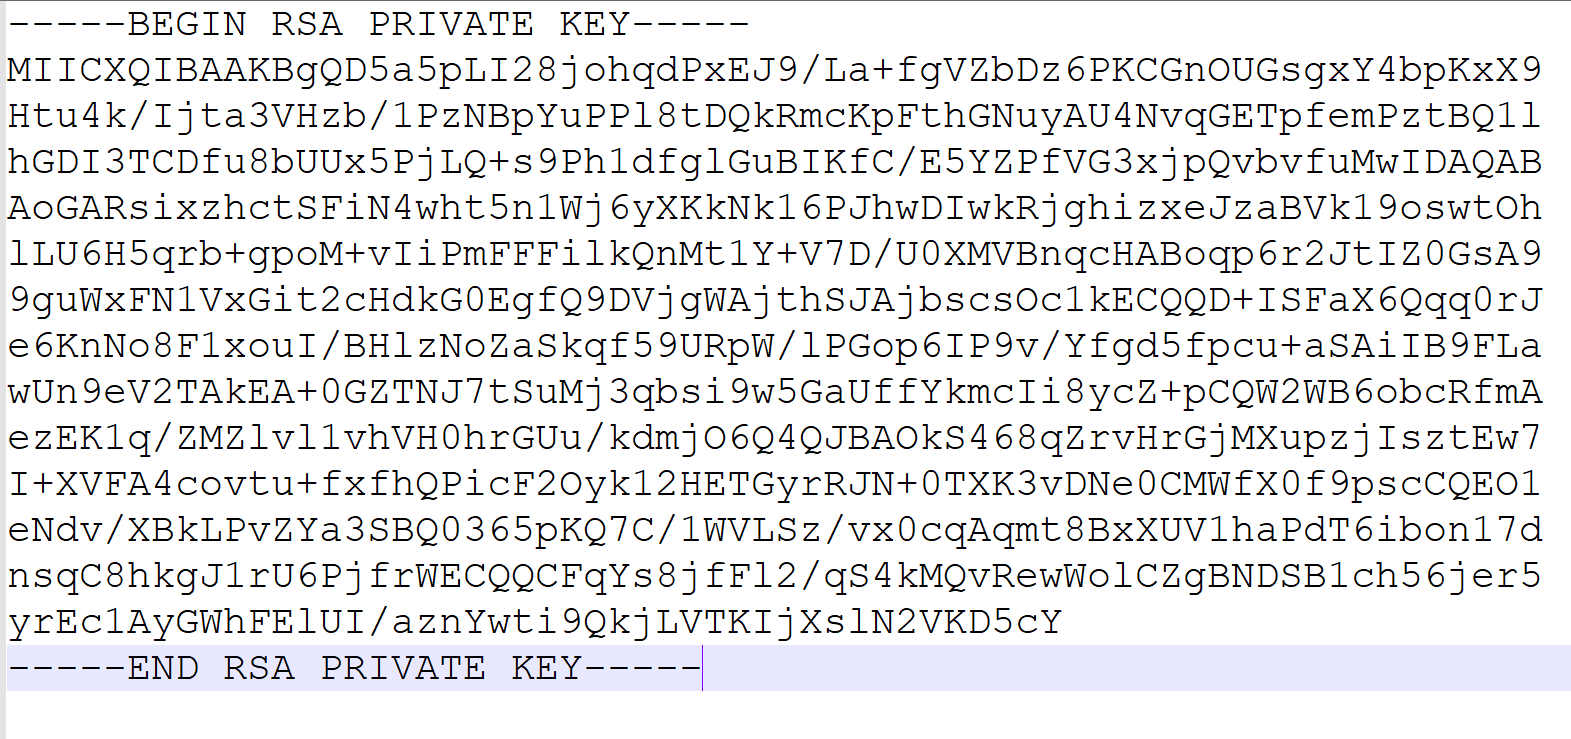 -----BEGIN RSA PRIVATE KEY-----
MIICXQIBAAKBgQD5a5pLI28johqdPxEJ9/La+fgVZbDz6PKCGnOUGsgxY4bpKxX9
Htu4k/Ijta3VHzb/1PzNBpYuPPl8tDQkRmcKpFthGNuyAU4NvqGETpfemPztBQ1l
hGDI3TCDfu8bUUx5PjLQ+s9Ph1dfglGuBIKfC/E5YZPfVG3xjpQvbvfuMwIDAQAB
AoGARsixzhctSFiN4wht5n1Wj6yXKkNk16PJhwDIwkRjghizxeJzaBVk19oswtOh
lLU6H5qrb+gpoM+vIiPmFFFilkQnMt1Y+V7D/U0XMVBnqcHABoqp6r2JtIZ0GsA9
9guWxFN1VxGit2cHdkG0EgfQ9DVjgWAjthSJAjbscsOc1kECQQD+ISFaX6Qqq0rJ
e6KnNo8F1xouI/BHlzNoZaSkqf59URpW/lPGop6IP9v/Yfgd5fpcu+aSAiIB9FLa
wUn9eV2TAkEA+0GZTNJ7tSuMj3qbsi9w5GaUffYkmcIi8ycZ+pCQW2WB6obcRfmA
ezEK1q/ZMZlvl1vhVH0hrGUu/kdmjO6Q4QJBAOkS468qZrvHrGjMXupzjIsztEw7
I+XVFA4covtu+fxfhQPicF2Oyk12HETGyrRJN+0TXK3vDNe0CMWfX0f9pscCQEO1
eNdv/XBkLPvZYa3SBQ0365pKQ7C/1WVLSz/vx0cqAqmt8BxXUV1haPdT6ibon17d
nsqC8hkgJ1rU6PjfrWECQQCFqYs8jfFl2/qS4kMQvRewWolCZgBNDSB1ch56jer5
yrEc1AyGWhFElUI/aznYwti9QkjLVTKIjXslN2VKD5cY
-----END RSA PRIVATE KEY-----